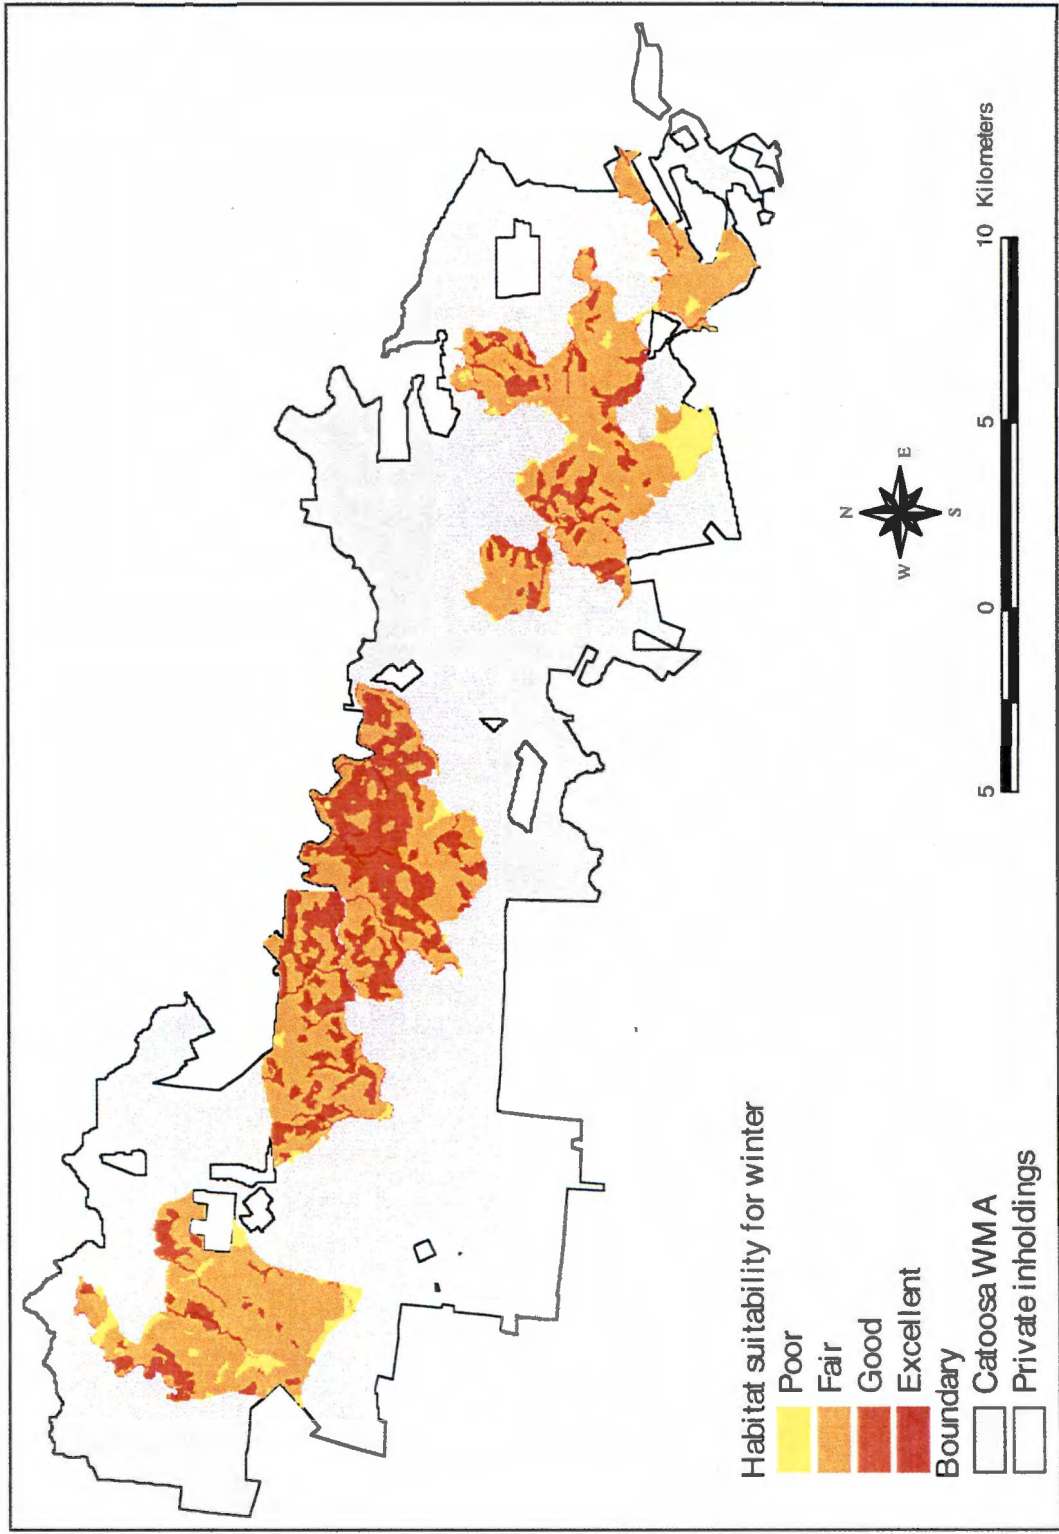 Habitat suitability for winter
Poor
Fair
Good
Excellent
Boundary
Catoosa WMA
Private inholdings
N
W E
S
5 0 5 10 Kilometers